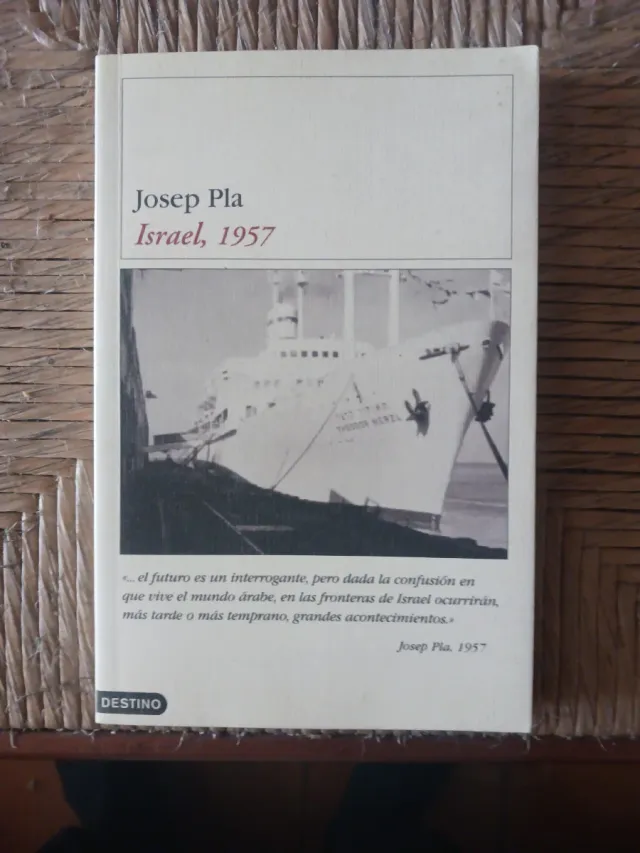 Josep Pla
Israel, 1957
THEODOR HERZL
«... el futuro es un interrogante, pero dada la confusión en
que vive el mundo árabe, en las fronteras de Israel ocurrirán,
más tarde o más temprano, grandes acontecimientos.»
Josep Pla, 1957
DESTINO